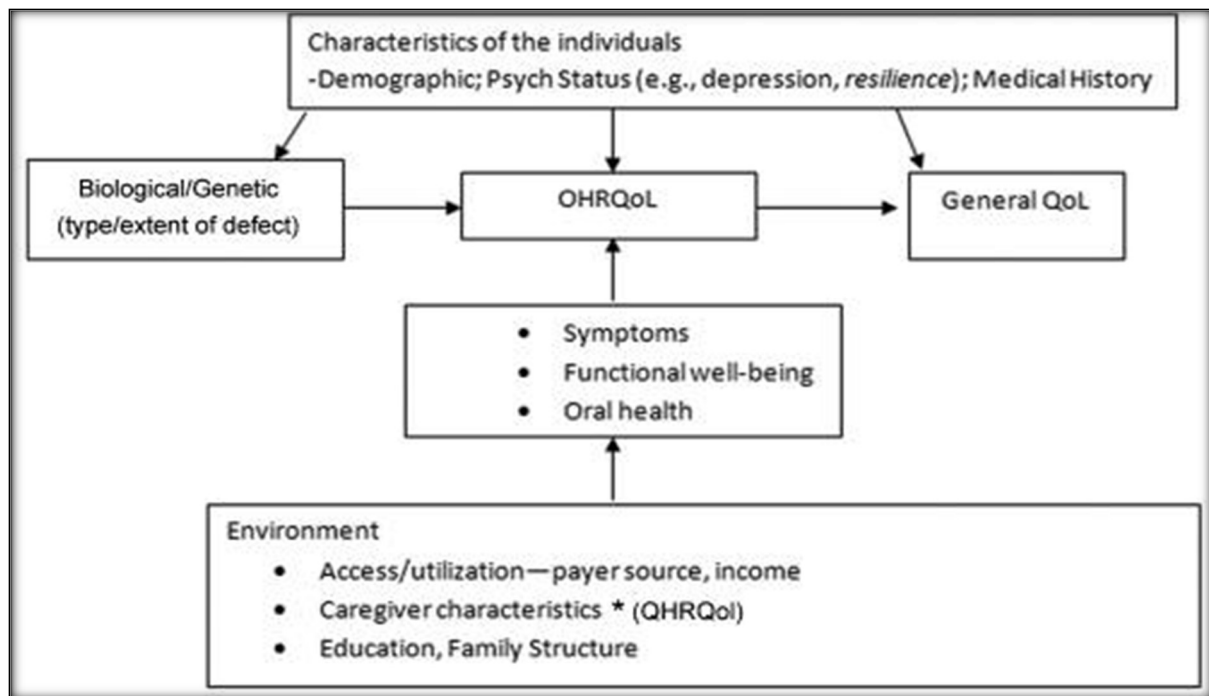 Characteristics of the individuals
-Demographic; Psych Status (e.g., depression, resilience); Medical History
Biological/Genetic
(type/extent of defect)
OHRQoL
General QoL
• Symptoms
• Functional well-being
• Oral health
Environment
• Access/utilization—payer source, income
• Caregiver characteristics * (QHRQol)
• Education, Family Structure